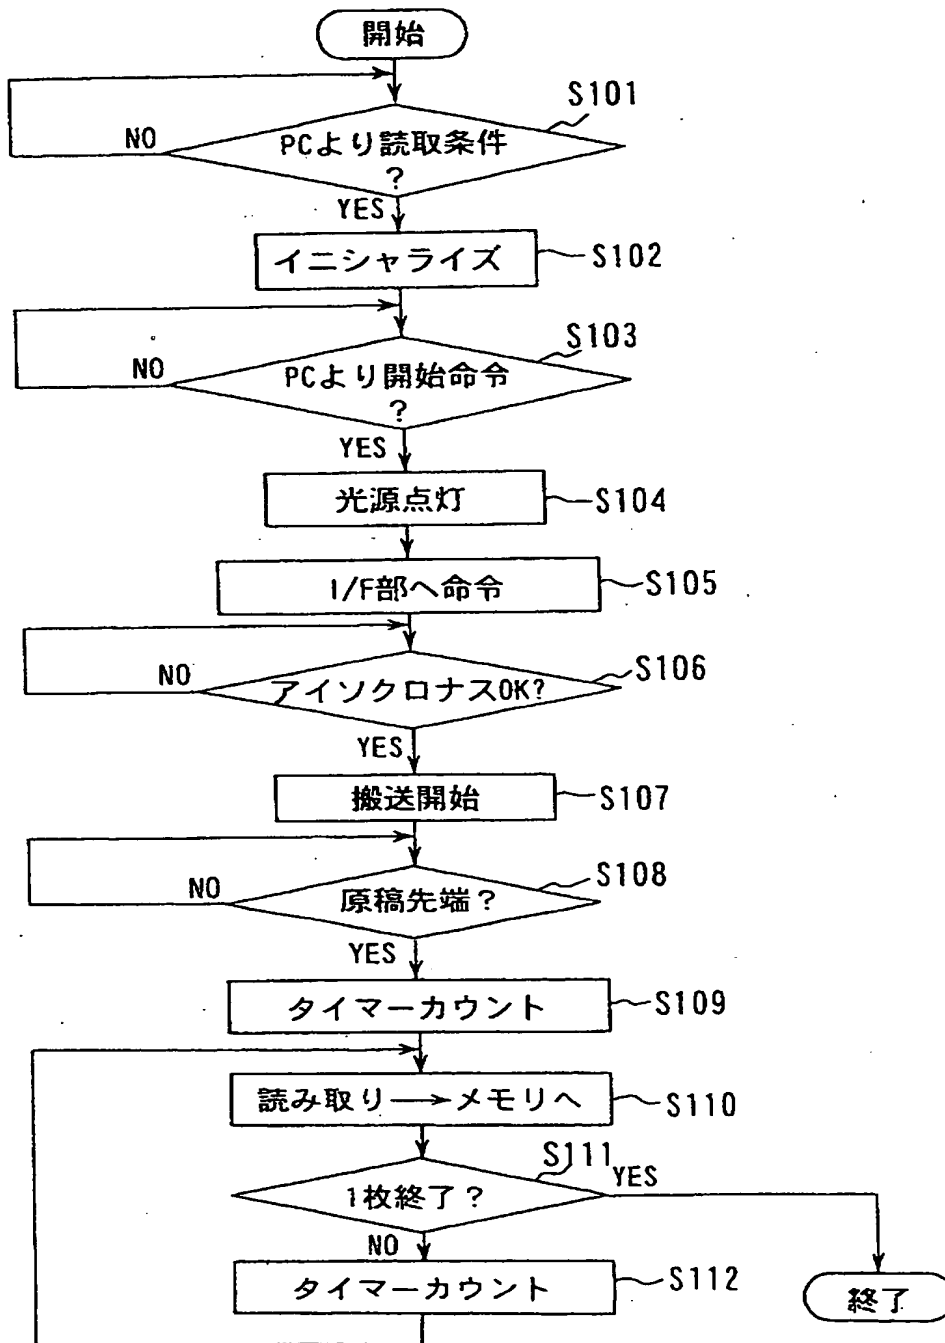 開始
S101
NO
PCより読取条件
?
YES
イニシャライズ
S102
S103
NO
PCより開始命令
?
YES
光源点灯
S104
I/F部へ命令
S105
S106
NO
アイソクロナスOK?
YES
搬送開始
S107
S108
NO
原稿先端?
YES
タイマーカウント
S109
読み取り→メモリへ
S110
S111
YES
1枚終了?
NO
タイマーカウント
S112
終了